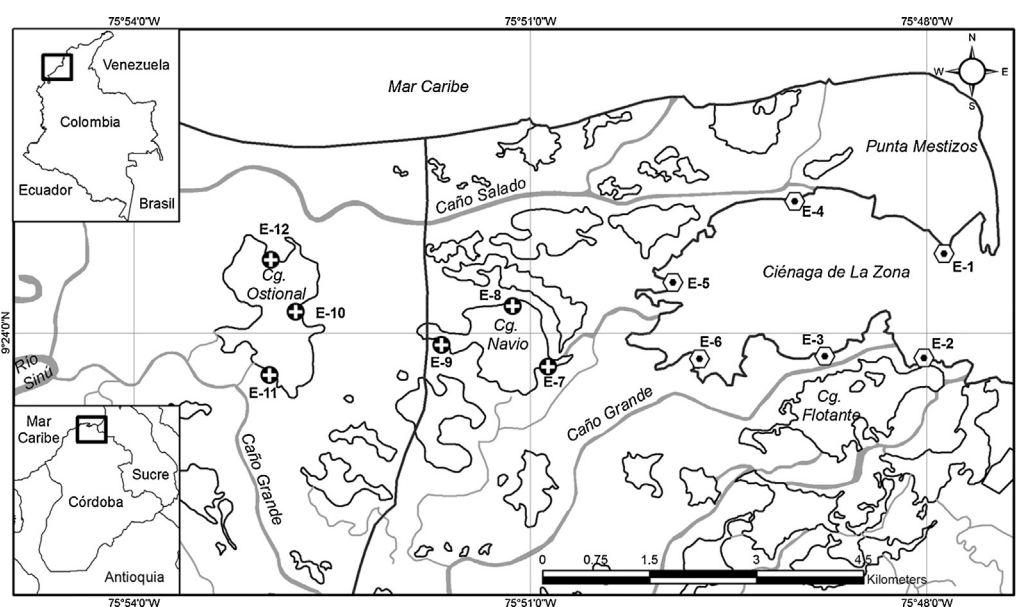 75°54'0"W
75°51'0"W
75°48'0"W
Venezuela
Colombia
Ecuador
Brasil
Mar Caribe
N
W
E
S
Punta Mestizos
Caño Salado
E-4
E-1
E-12
Cg.
Ostional
E-10
E-8
Cg.
Navio
E-5
Ciénaga de La Zona
9°24'0"N
Río
Sinú
E-9
E-7
E-6
E-3
E-2
E-11
Caño Grande
Cg.
Flotante
Mar
Caribe
Sucre
Córdoba
Antioquia
Caño Grande
0
0.75
1.5
3
4.5
Kilometers
75°54'0"W
75°51'0"W
75°48'0"W